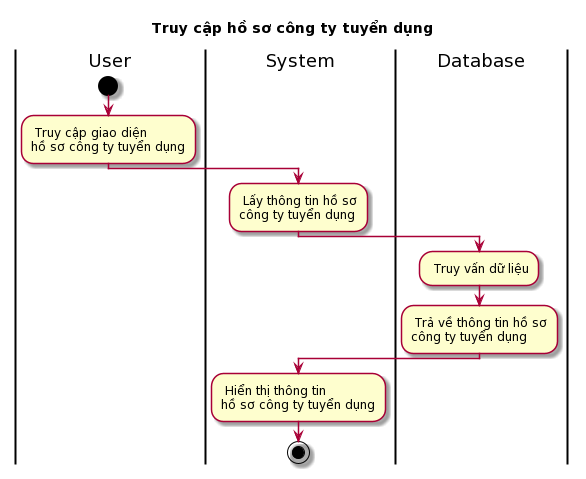 Truy cập hồ sơ công ty tuyển dụng
User
System
Database
Truy cập giao diện
hồ sơ công ty tuyển dụng
Lấy thông tin hồ sơ
công ty tuyển dụng
Truy vấn dữ liệu
Trả về thông tin hồ sơ
công ty tuyển dụng
Hiển thị thông tin
hồ sơ công ty tuyển dụng